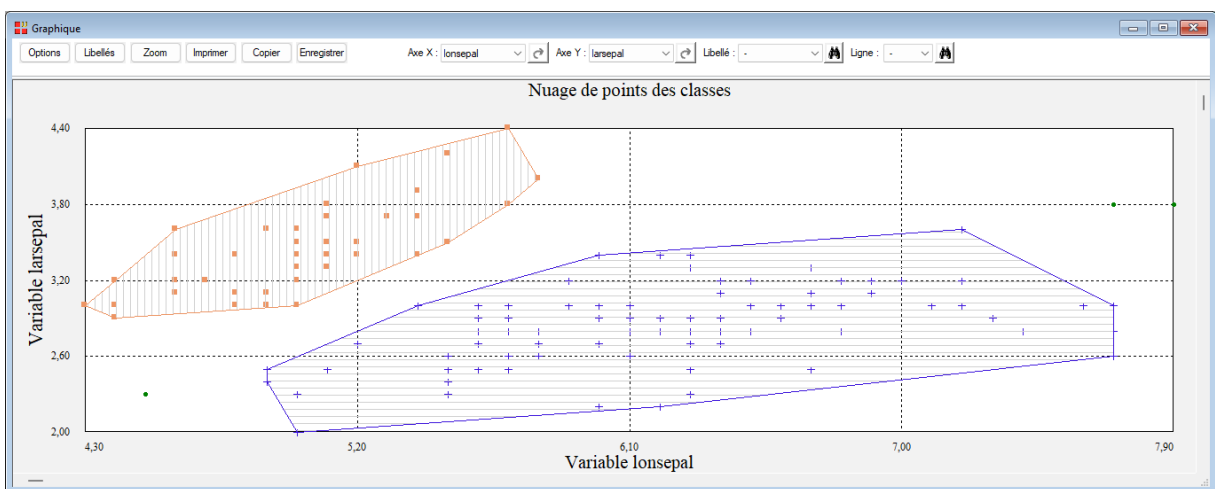 Graphique
Options Libellés Zoom Imprimer Copier Enregistrer Axe X : lonsepal Axe Y : larsepal Libellé : - Ligne : -
Nuage de points des classes
4,40
3,80
3,20
2,60
2,00
Variable larsepal
4,30 5,20 6,10 7,00 7,90
Variable lonsepal